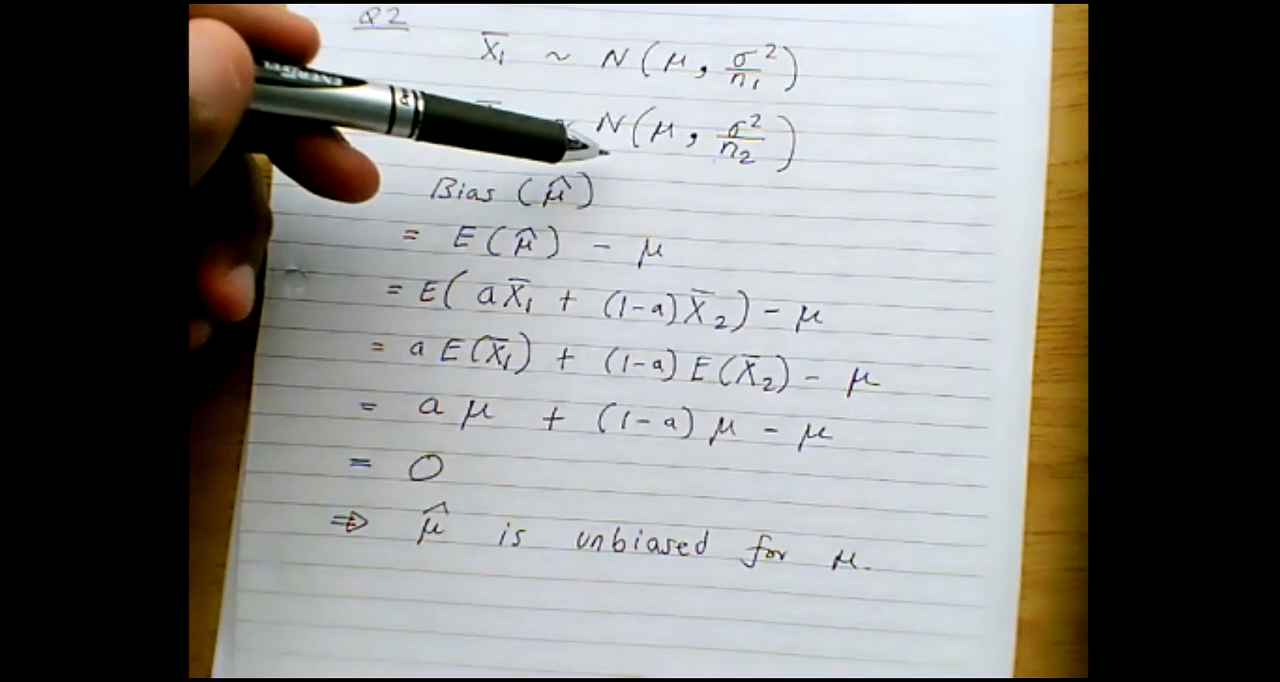 Q2
X̄₁ ~ N(μ, σ²/n₁)
N(μ, σ²/n₂)
Bias (μ̂)
= E(μ̂) - μ
= E(aX̄₁ + (1-a)X̄₂) - μ
= a E(X̄₁) + (1-a) E(X̄₂) - μ
= a μ + (1-a) μ - μ
= 0
⇒ μ̂ is unbiased for μ.